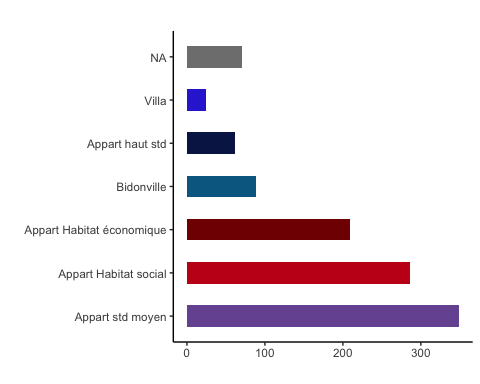 NA
Villa
Appart haut std
Bidonville
Appart Habitat économique
Appart Habitat social
Appart std moyen
0 100 200 300